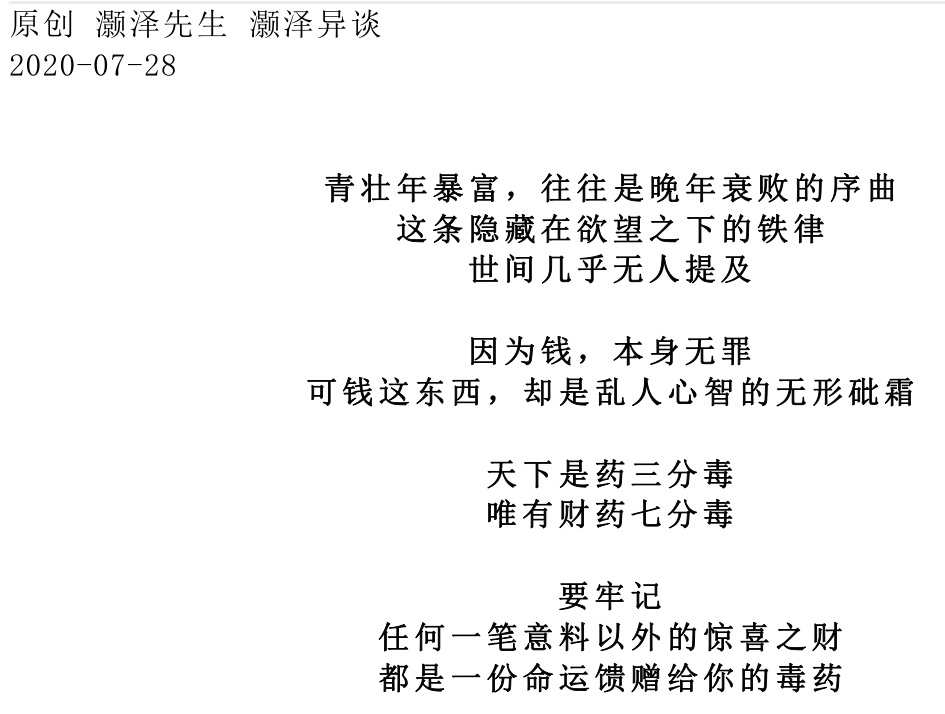 原创 灏泽先生 灏泽异谈
2020-07-28
青壮年暴富，往往是晚年衰败的序曲
这条隐藏在欲望之下的铁律
世间几乎无人提及
因为钱，本身无罪
可钱这东西，却是乱人心智的无形砒霜
天下是药三分毒
唯有财药七分毒
要牢记
任何一笔意料以外的惊喜之财
都是一份命运馈赠给你的毒药